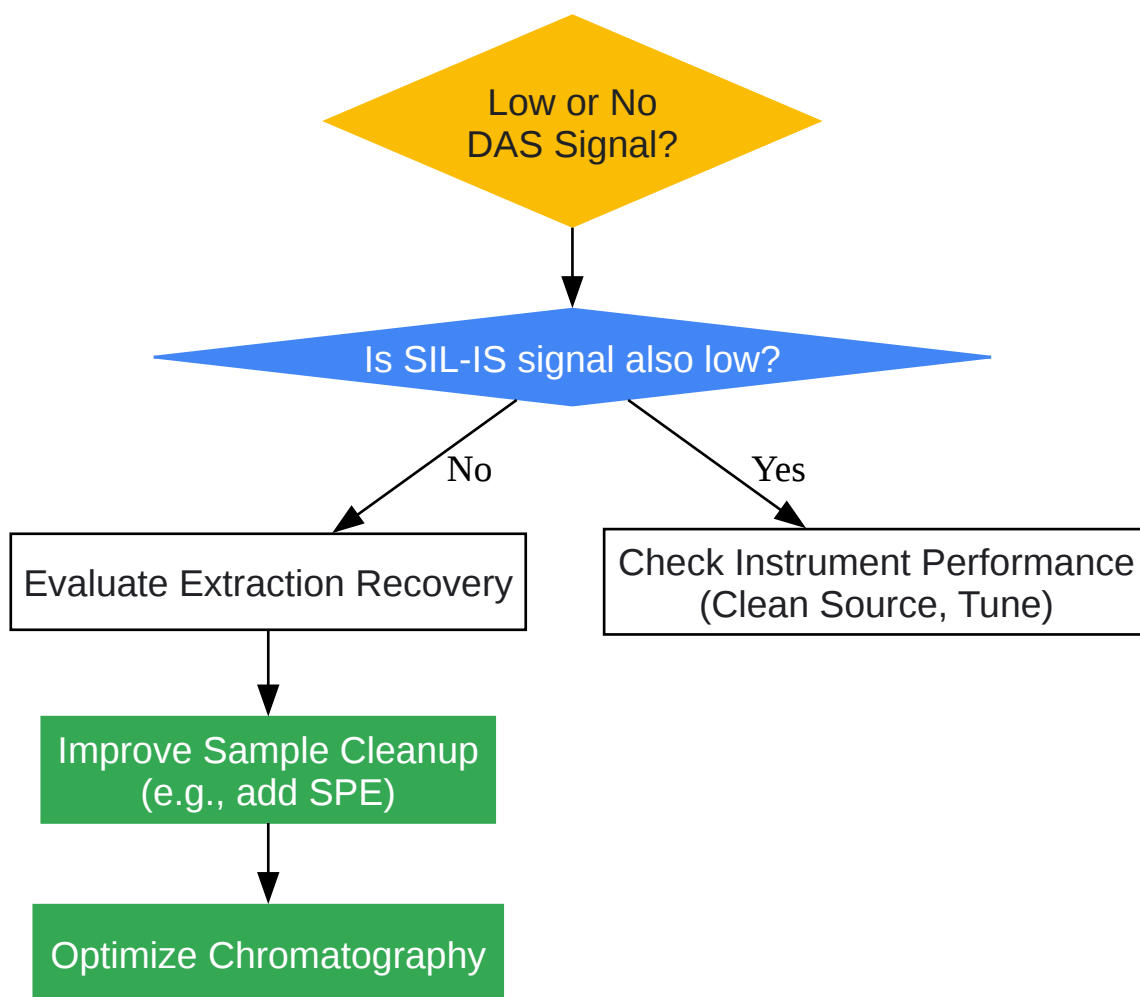 Low or No
DAS Signal?
Is SIL-IS signal also low?
No
Yes
Evaluate Extraction Recovery
Check Instrument Performance
(Clean Source, Tune)
Improve Sample Cleanup
(e.g., add SPE)
Optimize Chromatography